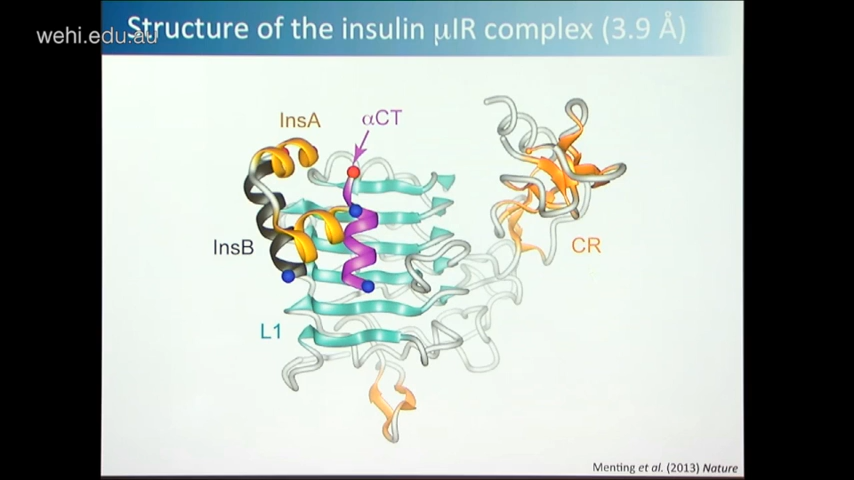 Structure of the insulin µIR complex (3.9 Å)
wehi.edu.au
InsA
αCT
InsB
CR
L1
Menting et al. (2013) Nature